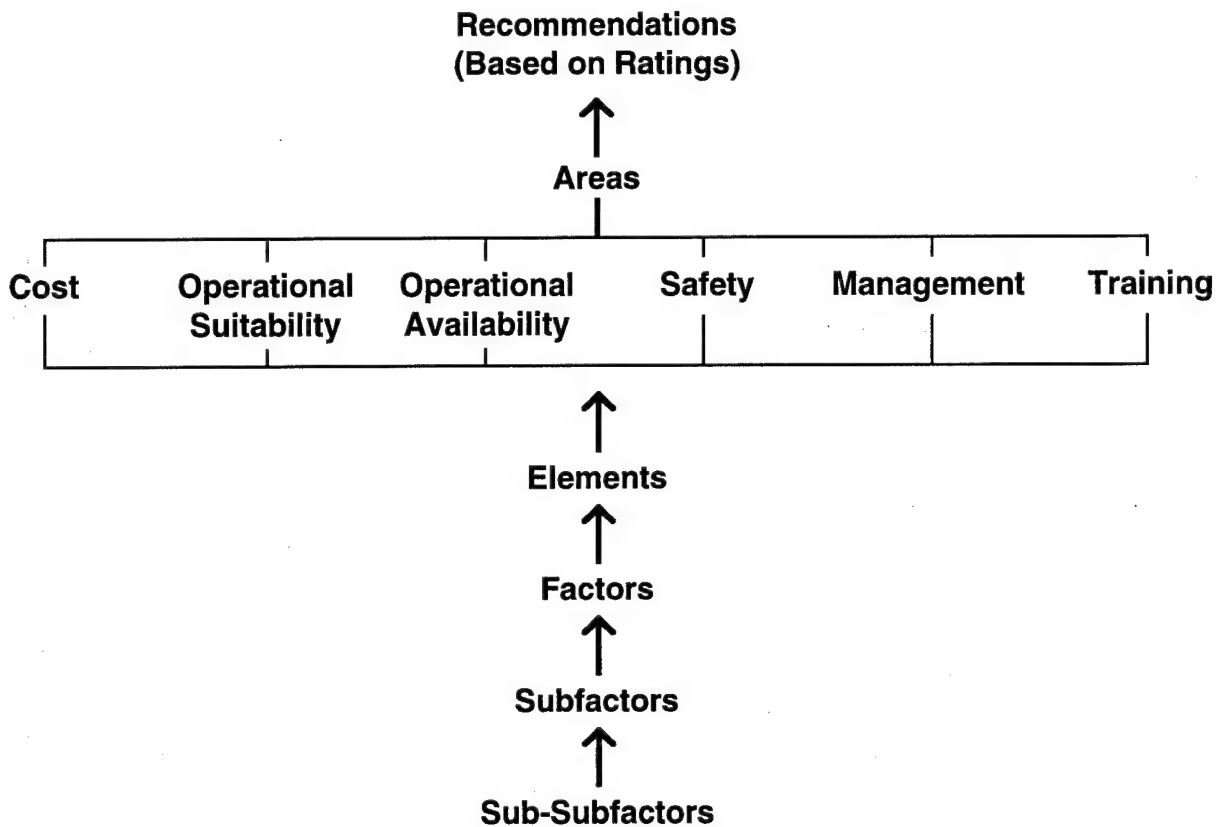 Recommendations
(Based on Ratings)
Areas
Cost
Operational
Suitability
Operational
Availability
Safety
Management
Training
Elements
Factors
Subfactors
Sub-Subfactors